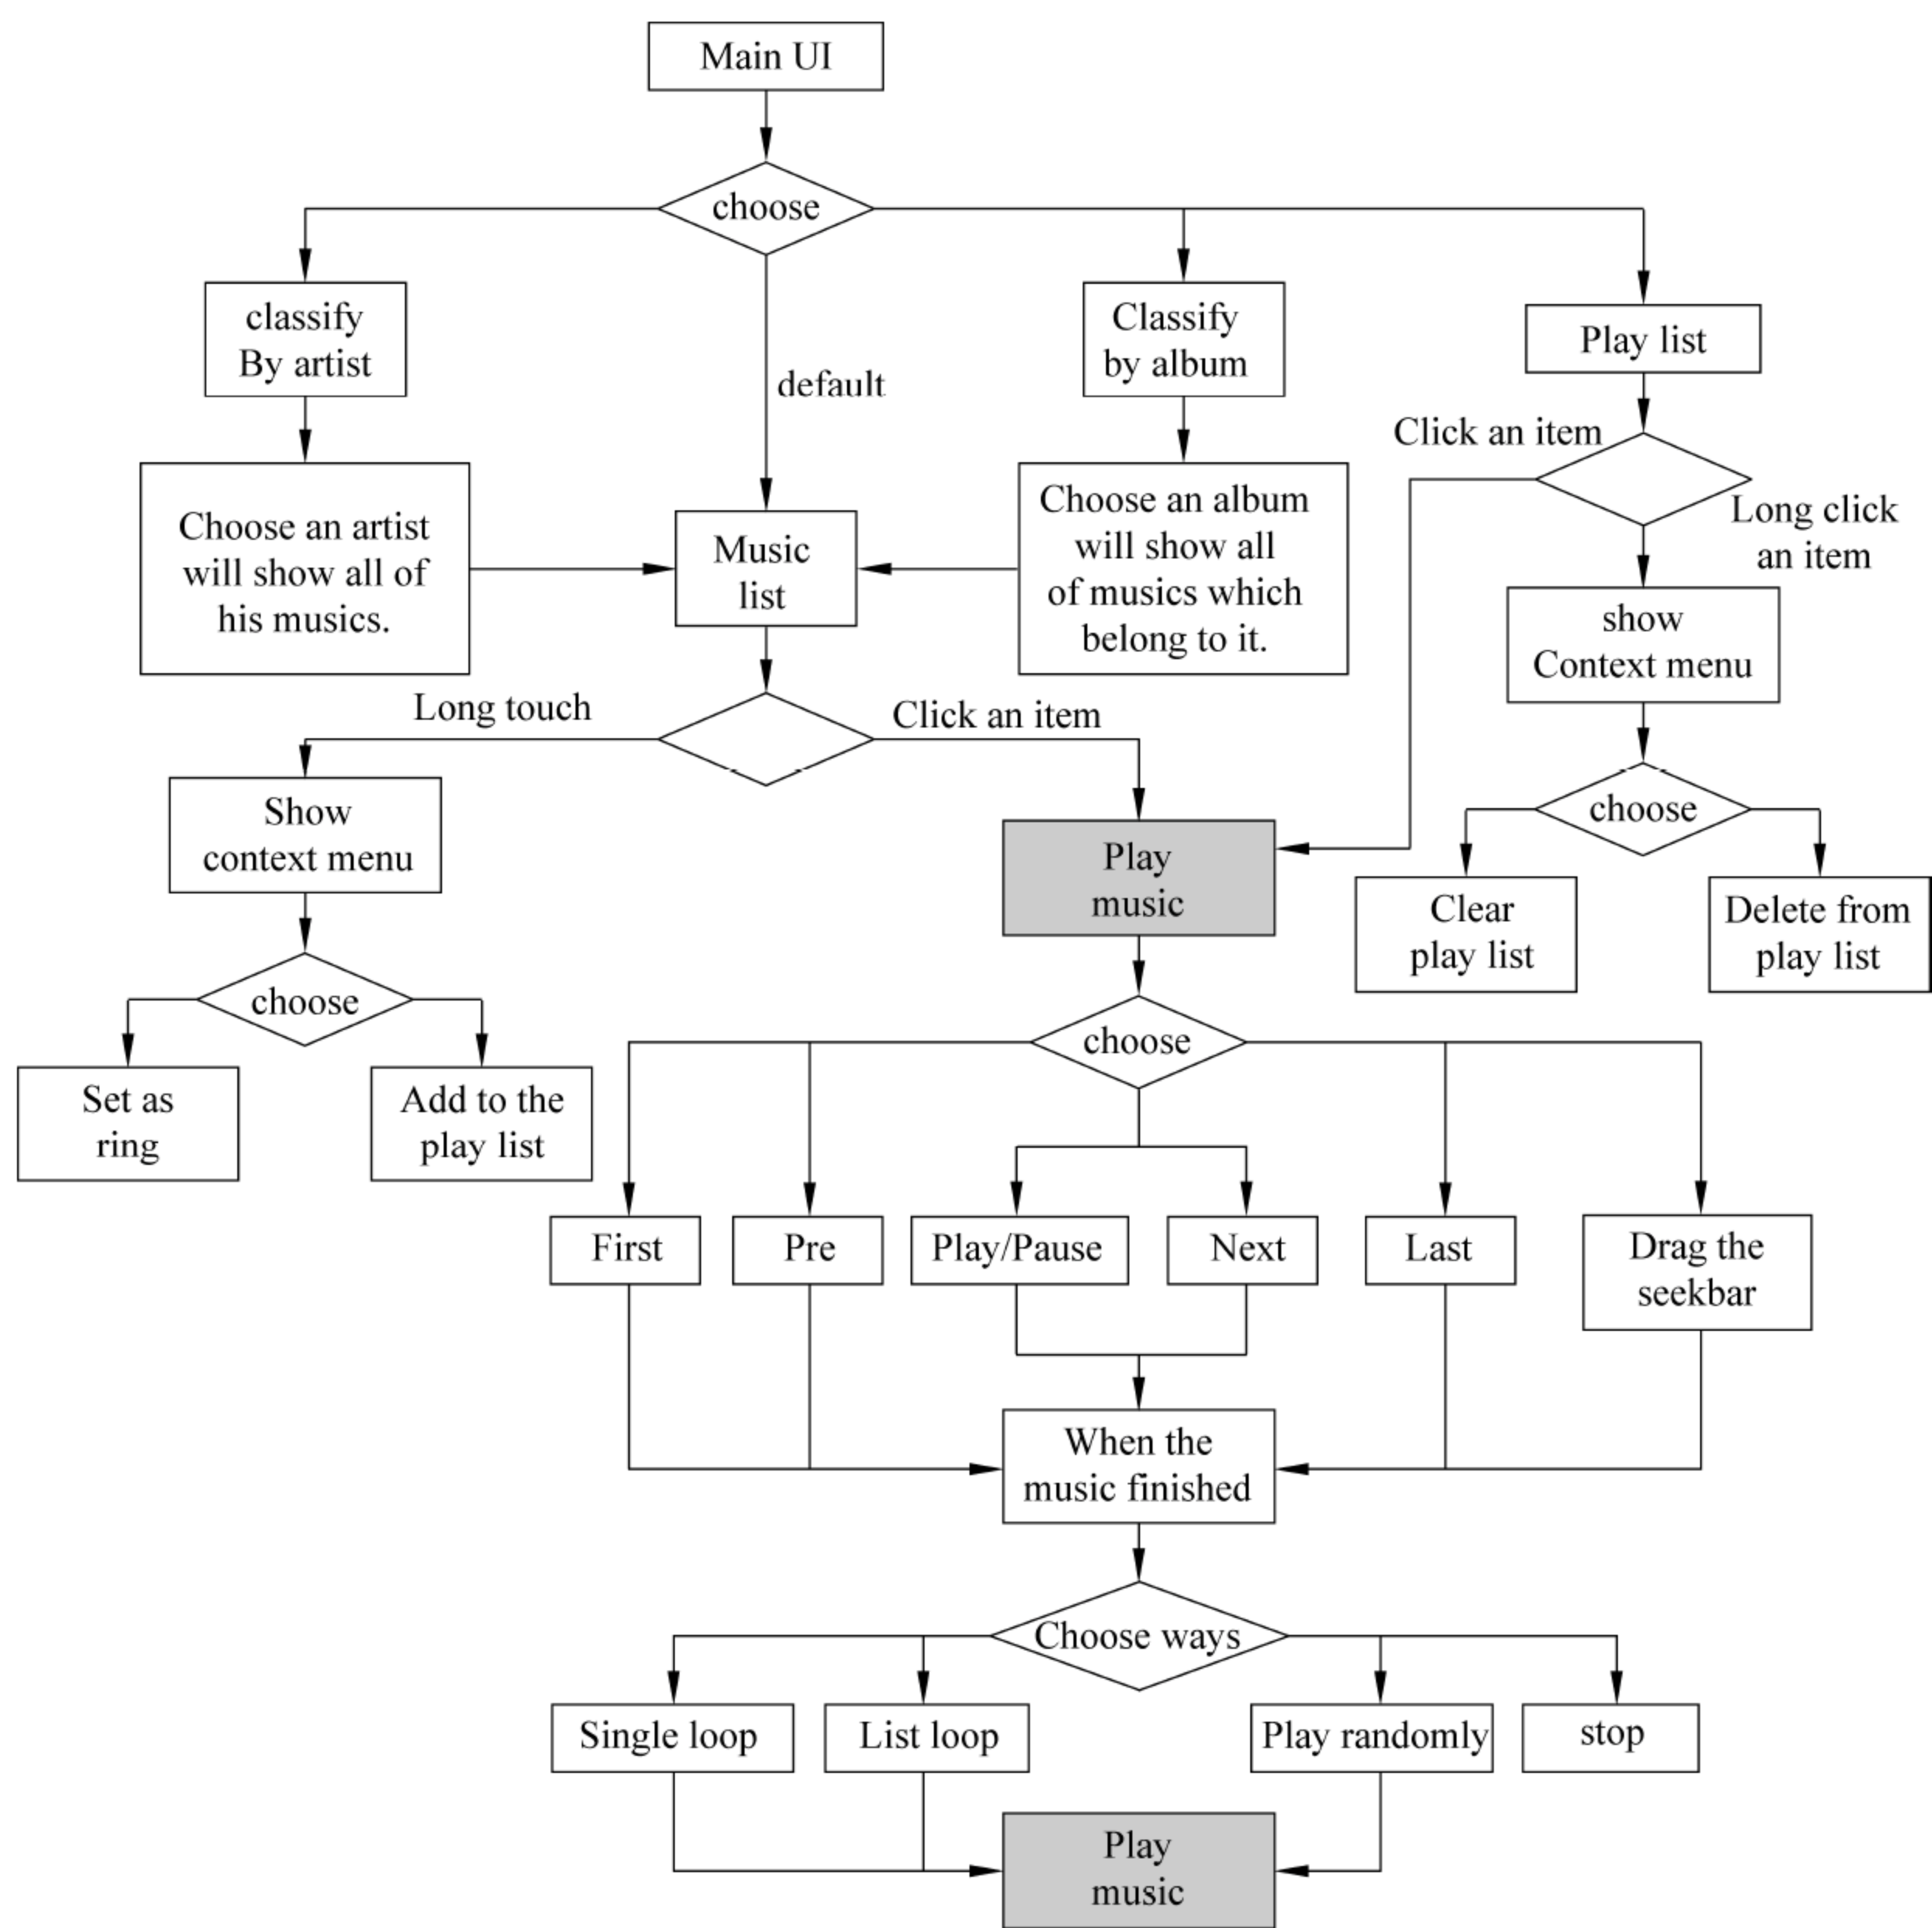 Main UI
choose
classify
By artist
default
Classify
by album
Play list
Click an item
Long click
an item
Choose an artist
will show all of
his musics.
Music
list
Choose an album
will show all
of musics which
belong to it.
show
Context menu
Long touch
Click an item
Show
context menu
choose
Play
music
Clear
play list
Delete from
play list
choose
choose
Set as
ring
Add to the
play list
First
Pre
Play/Pause
Next
Last
Drag the
seekbar
When the
music finished
Choose ways
Single loop
List loop
Play randomly
stop
Play
music